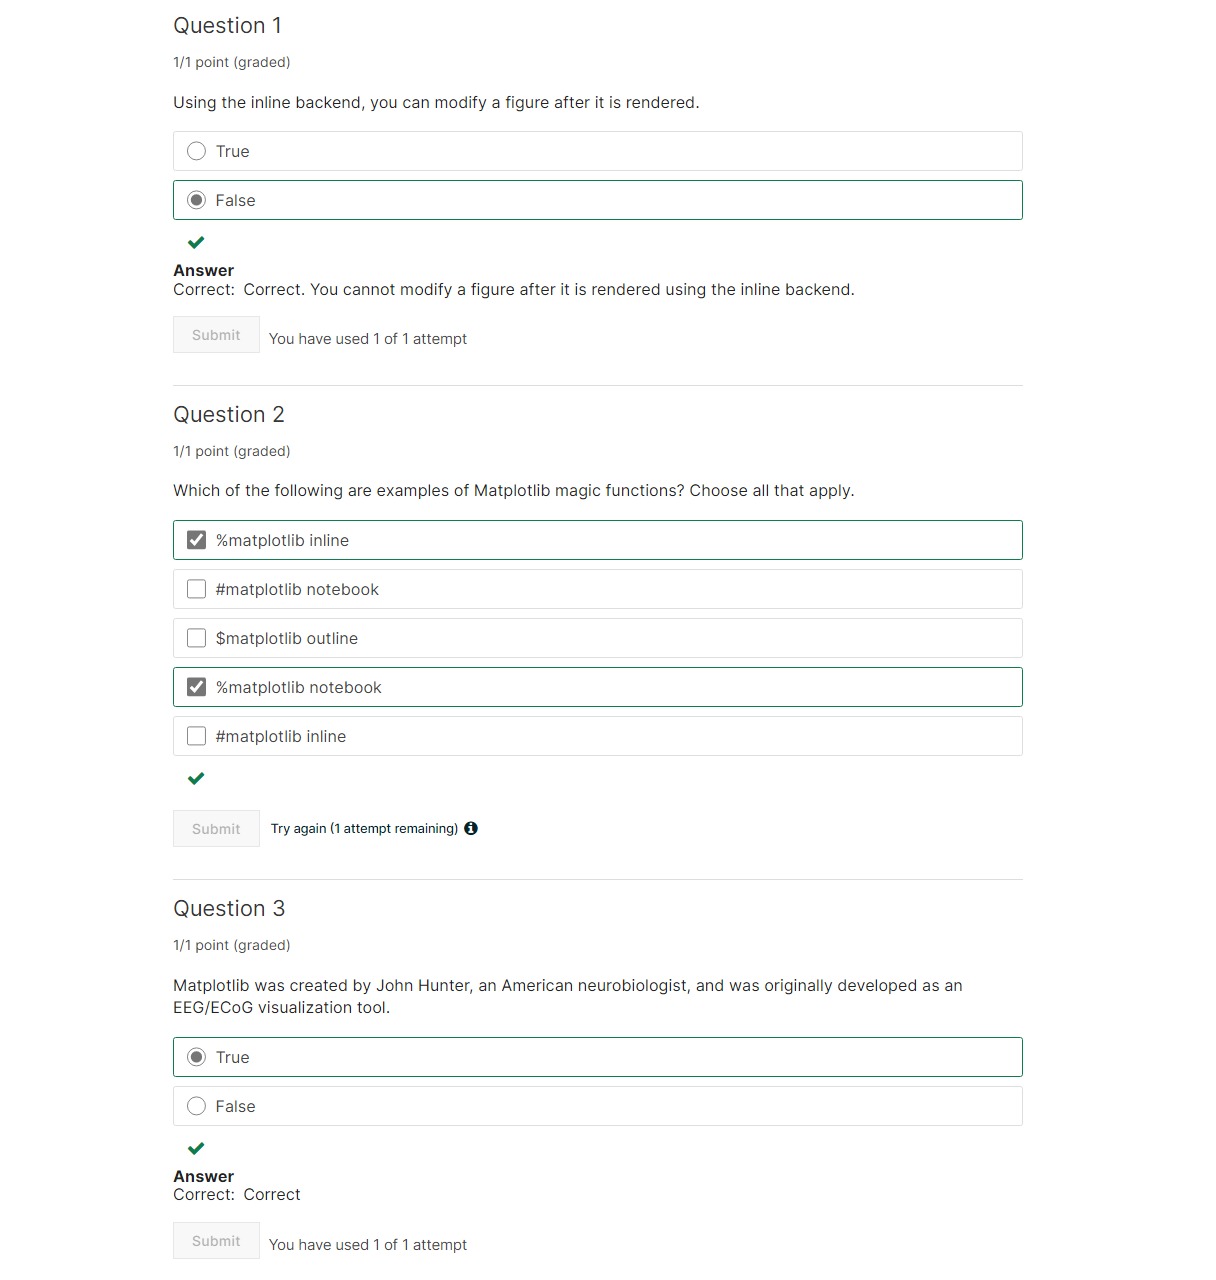 Question 1
1/1 point (graded)
Using the inline backend, you can modify a figure after it is rendered.
True
False
Answer
Correct: Correct. You cannot modify a figure after it is rendered using the inline backend.
Submit You have used 1 of 1 attempt
Question 2
1/1 point (graded)
Which of the following are examples of Matplotlib magic functions? Choose all that apply.
%matplotlib inline
#matplotlib notebook
$matplotlib outline
%matplotlib notebook
#matplotlib inline
Submit Try again (1 attempt remaining)
Question 3
1/1 point (graded)
Matplotlib was created by John Hunter, an American neurobiologist, and was originally developed as an
EEG/ECoG visualization tool.
True
False
Answer
Correct: Correct
Submit You have used 1 of 1 attempt